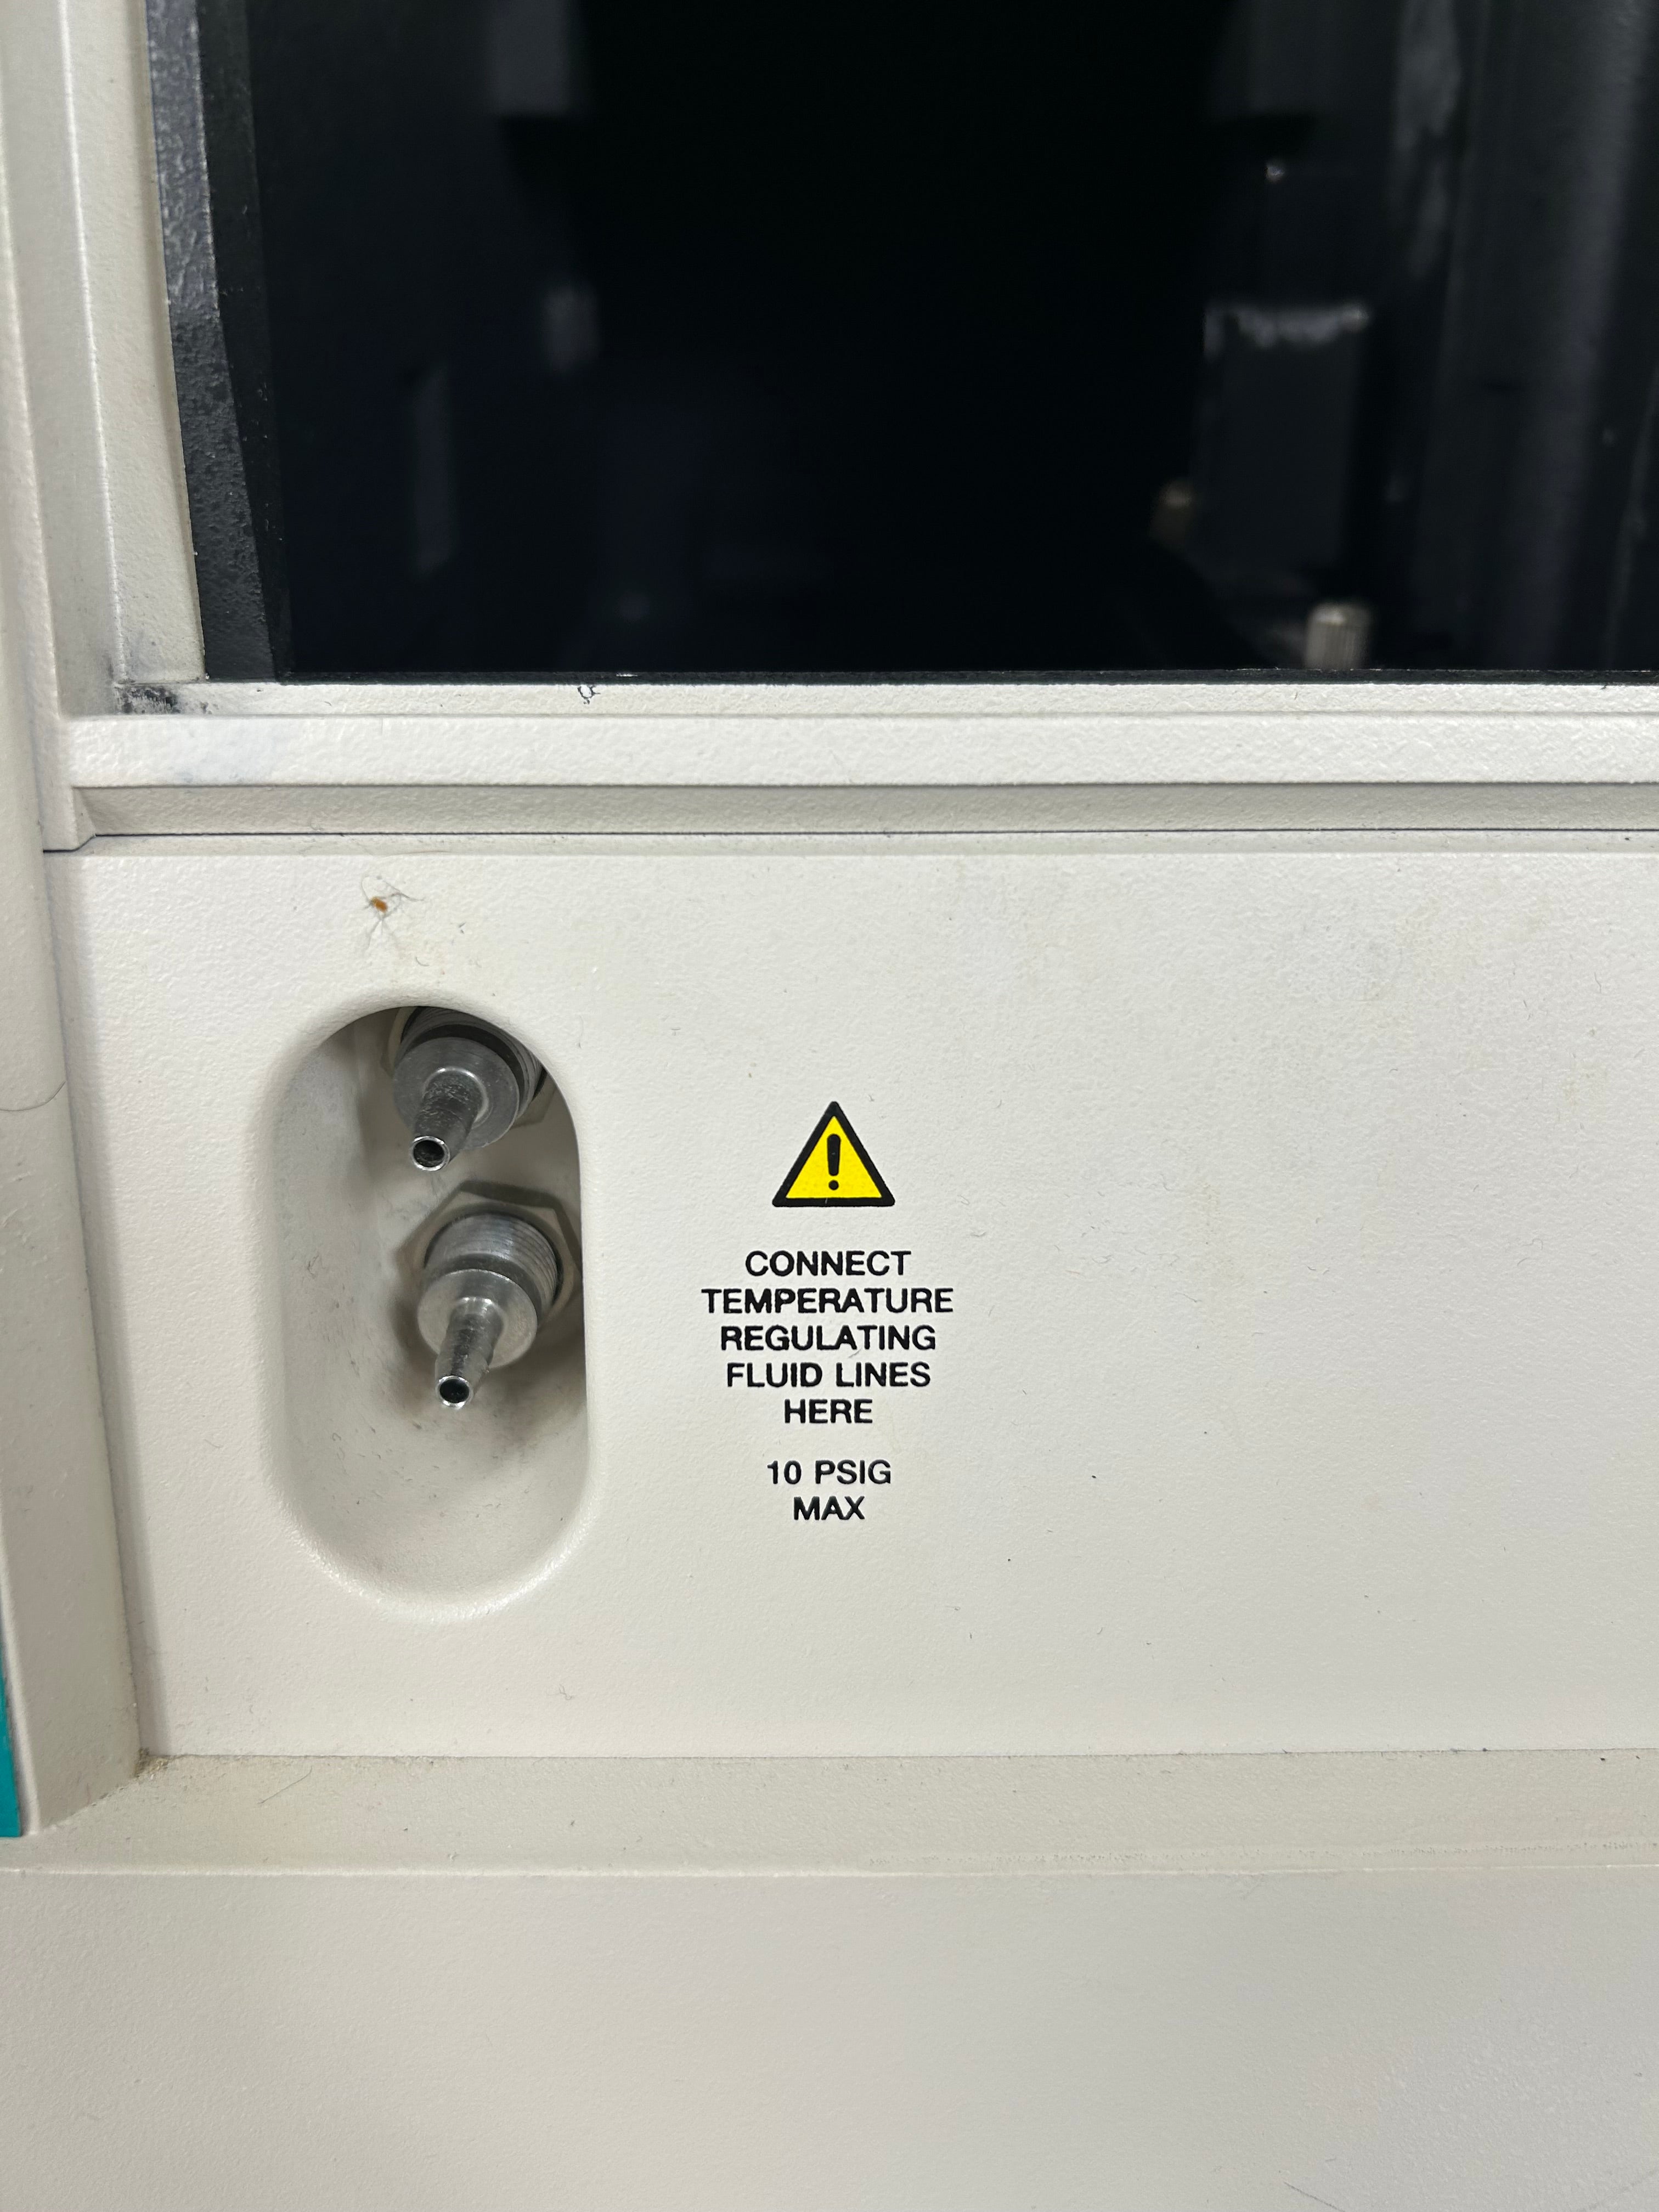 CONNECT
TEMPERATURE
REGULATING
FLUID LINES
HERE
10 PSIG
MAX